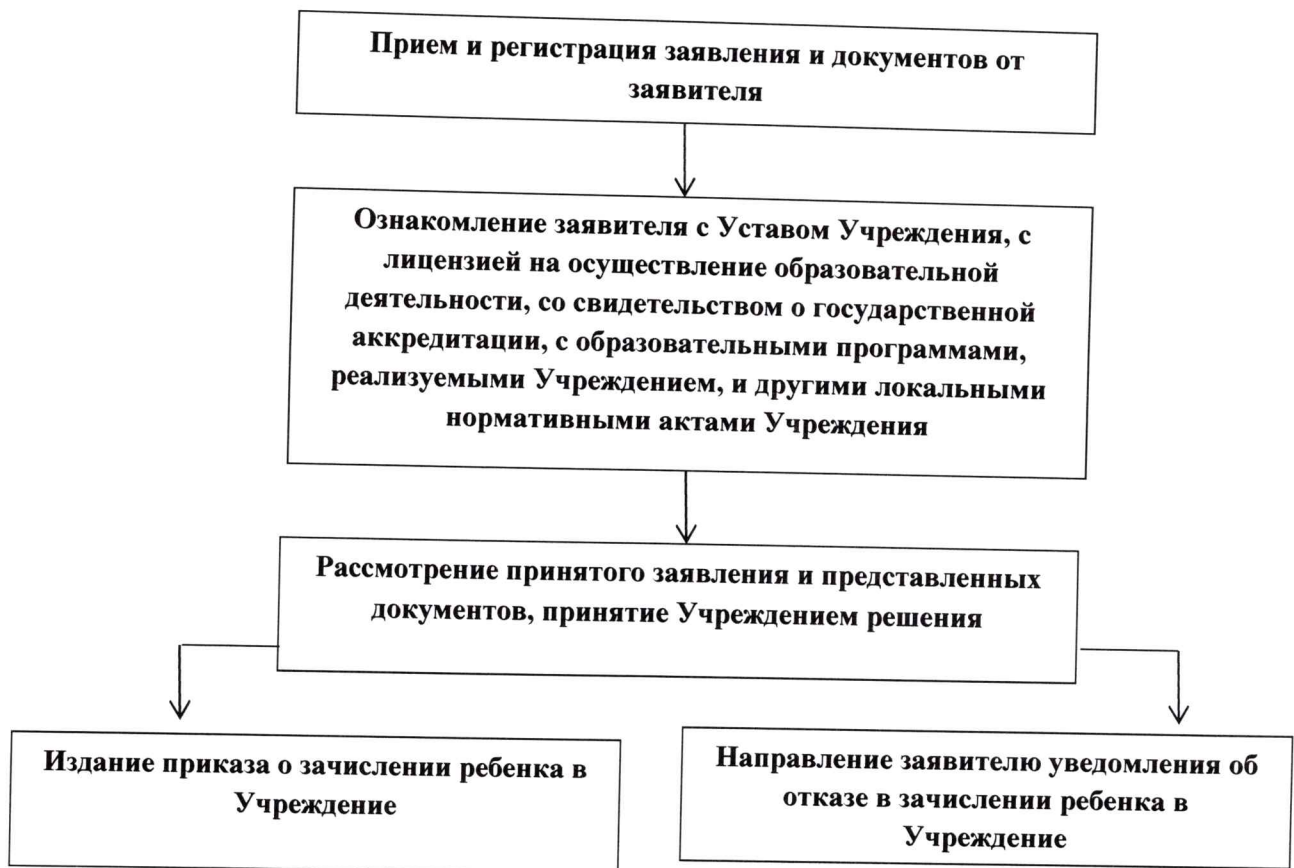 Прием и регистрация заявления и документов от
заявителя
Ознакомление заявителя с Уставом Учреждения, с
лицензией на осуществление образовательной
деятельности, со свидетельством о государственной
аккредитации, с образовательными программами,
реализуемыми Учреждением, и другими локальными
нормативными актами Учреждения
Рассмотрение принятого заявления и представленных
документов, принятие Учреждением решения
Издание приказа о зачислении ребенка в
Учреждение
Направление заявителю уведомления об
отказе в зачислении ребенка в
Учреждение